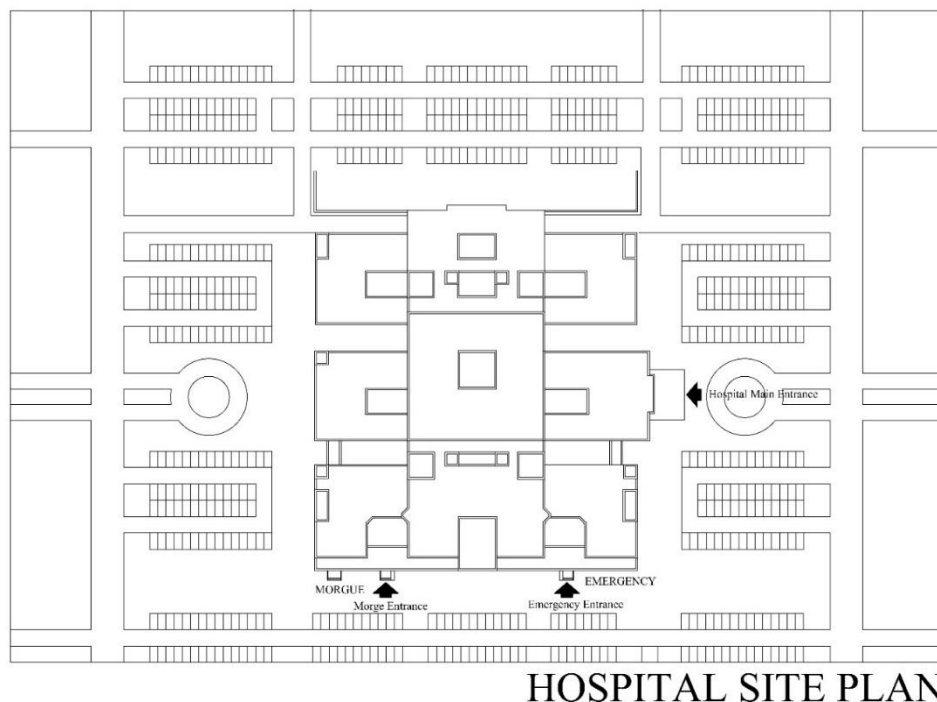 Hospital Main Entrance
MORGUE
EMERGENCY
Morge Entrance
Emergency Entrance
HOSPITAL SITE PLAN